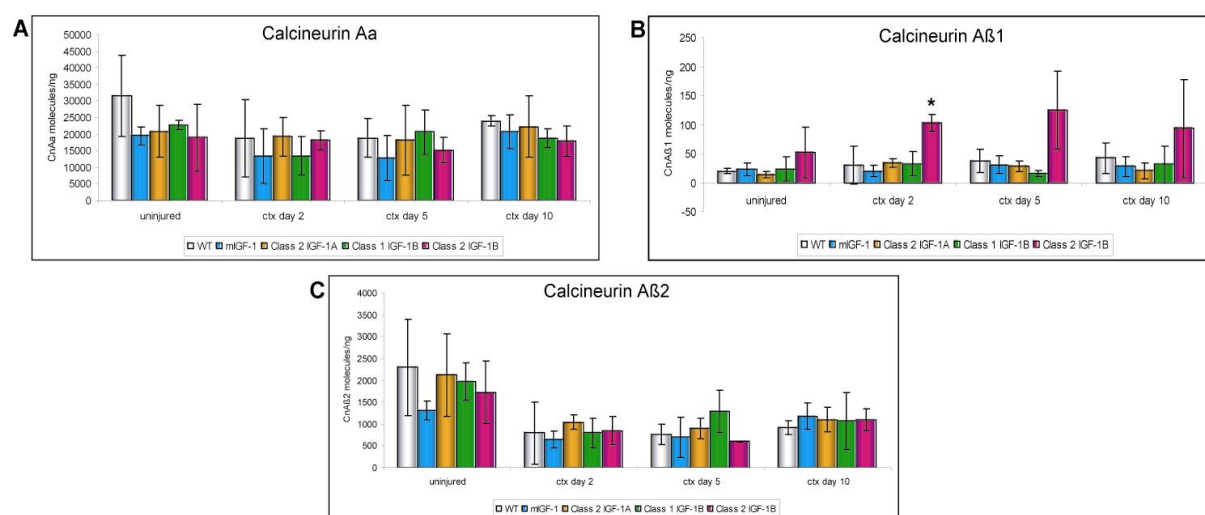 A
Calcineurin Aa
CnAa molecules/ng
50000
45000
40000
35000
30000
25000
20000
15000
10000
5000
0
uninjured ctx day 2 ctx day 5 ctx day 10
WT mIGF-1 Class 2 IGF-1A Class 1 IGF-1B Class 2 IGF-1B
B
Calcineurin Aß1
CnAß1 molecules/ng
250
200
150
100
50
0
-50
*
uninjured ctx day 2 ctx day 5 ctx day 10
WT mIGF-1 Class 2 IGF-1A Class 1 IGF-1B Class 2 IGF-1B
C
Calcineurin Aß2
CnAß2 molecules/ng
4000
3500
3000
2500
2000
1500
1000
500
0
uninjured ctx day 2 ctx day 5 ctx day 10
WT mIGF-1 Class 2 IGF-1A Class 1 IGF-1B Class 2 IGF-1B